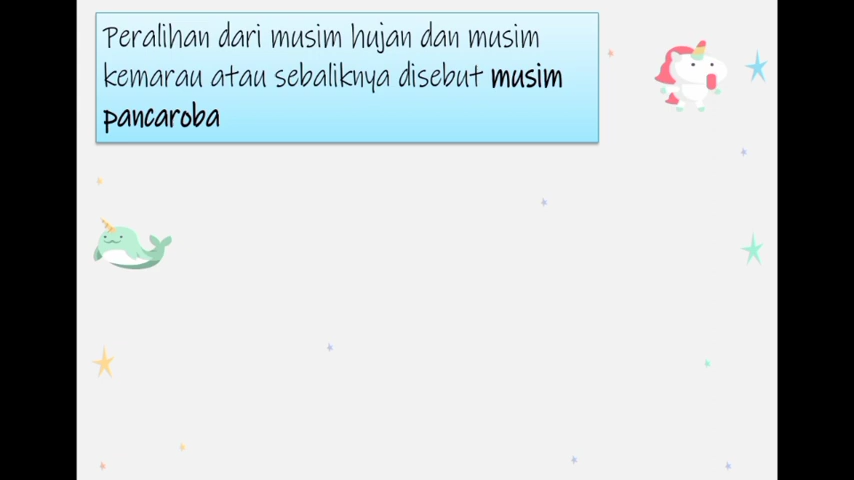 Peralihan dari musim hujan dan musim
kemarau atau sebaliknya disebut musim
pancaroba